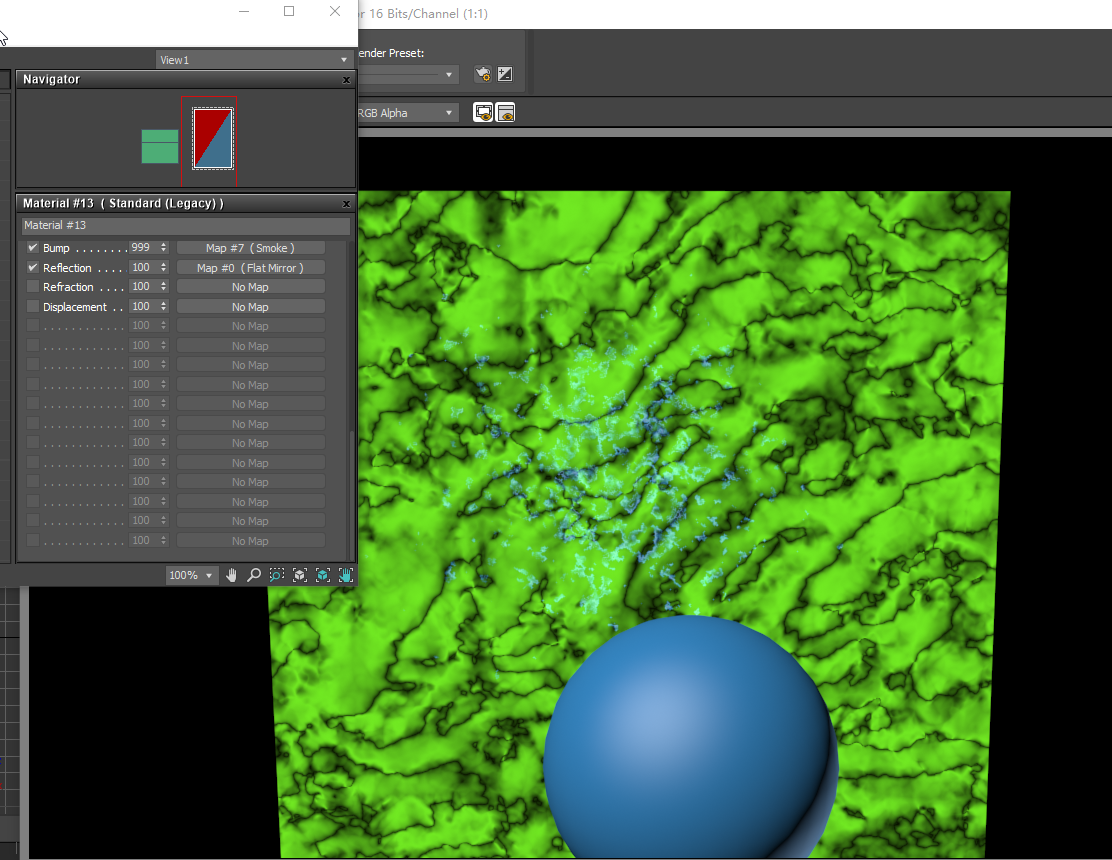 or 16 Bits/Channel (1:1)
View1
ender Preset:
Navigator
RGB Alpha
Material #13 ( Standard (Legacy) )
Material #13
Bump . . . . . . . . 999 Map #7 ( Smoke )
Reflection . . . . 100 Map #0 ( Flat Mirror )
Refraction . . . . 100 No Map
Displacement . . 100 No Map
. . . . . . . . . . . . 100 No Map
. . . . . . . . . . . . 100 No Map
. . . . . . . . . . . . 100 No Map
. . . . . . . . . . . . 100 No Map
. . . . . . . . . . . . 100 No Map
. . . . . . . . . . . . 100 No Map
. . . . . . . . . . . . 100 No Map
. . . . . . . . . . . . 100 No Map
. . . . . . . . . . . . 100 No Map
. . . . . . . . . . . . 100 No Map
. . . . . . . . . . . . 100 No Map
. . . . . . . . . . . . 100 No Map
100%